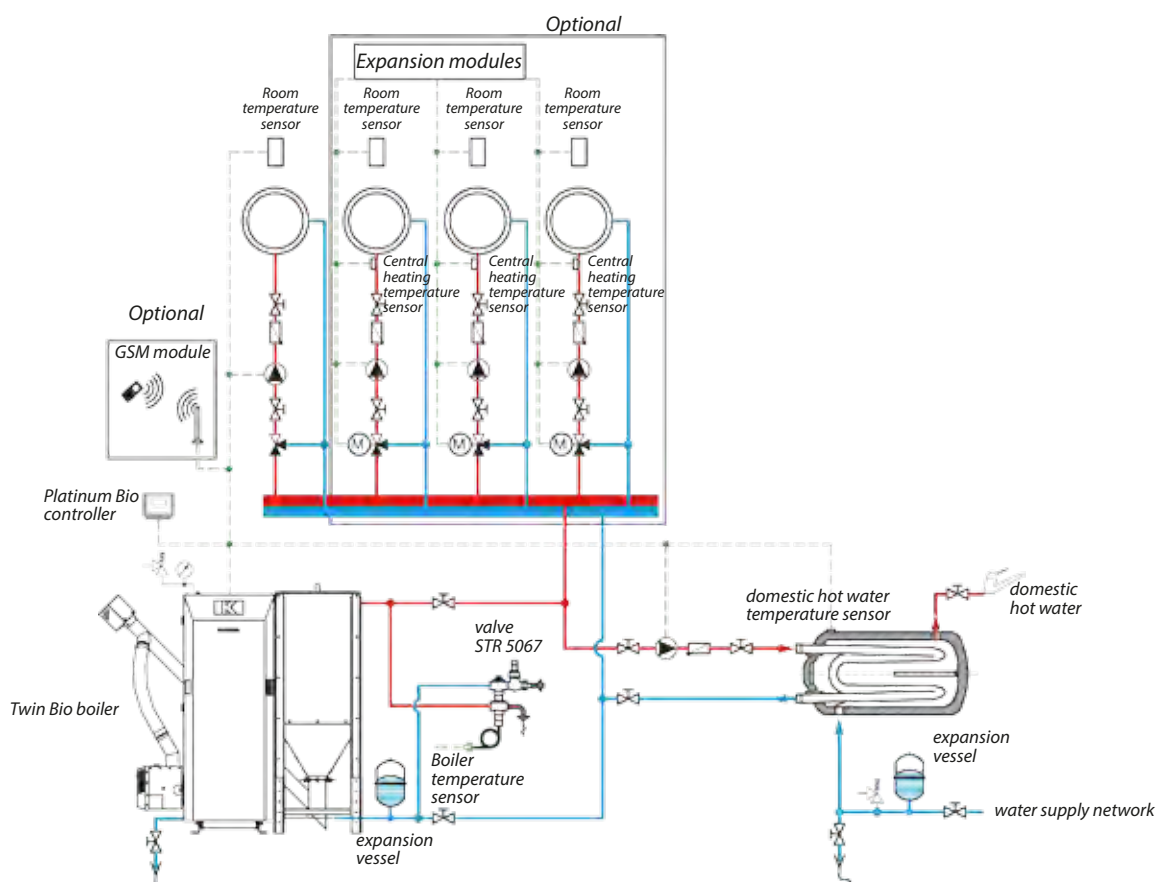 Optional
Expansion modules
Room
temperature
sensor
Room
temperature
sensor
Room
temperature
sensor
Room
temperature
sensor
Central
heating
temperature
sensor
Central
heating
temperature
sensor
Central
heating
temperature
sensor
Optional
GSM module
M
M
M
Platinum Bio
controller
K
domestic hot water
temperature sensor
domestic
hot water
valve
STR 5067
Twin Bio boiler
Boiler
temperature
sensor
expansion
vessel
expansion
vessel
water supply network